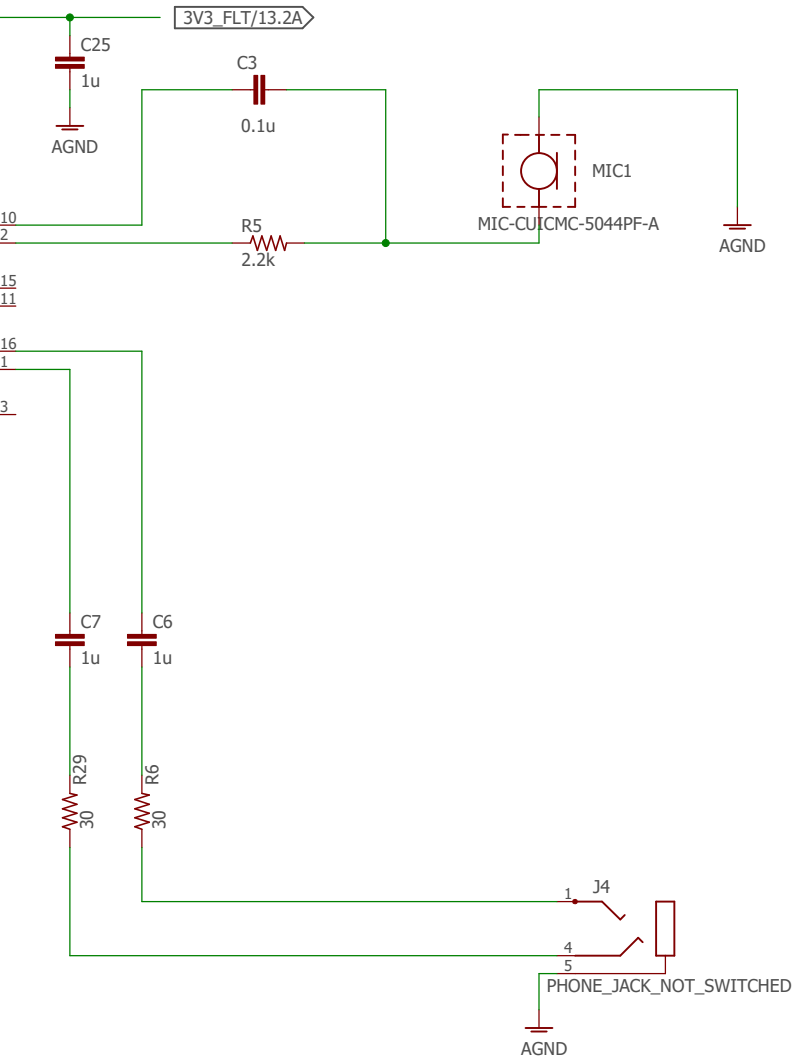 3V3_FLT/13.2A
C25
1u
AGND
C3
0.1u
MIC1
MIC-CUICMC-5044PF-A
AGND
10
2
R5
2.2k
15
11
16
1
3
C7
1u
C6
1u
R29
30
R6
30
J4
1
4
5
PHONE_JACK_NOT_SWITCHED
AGND